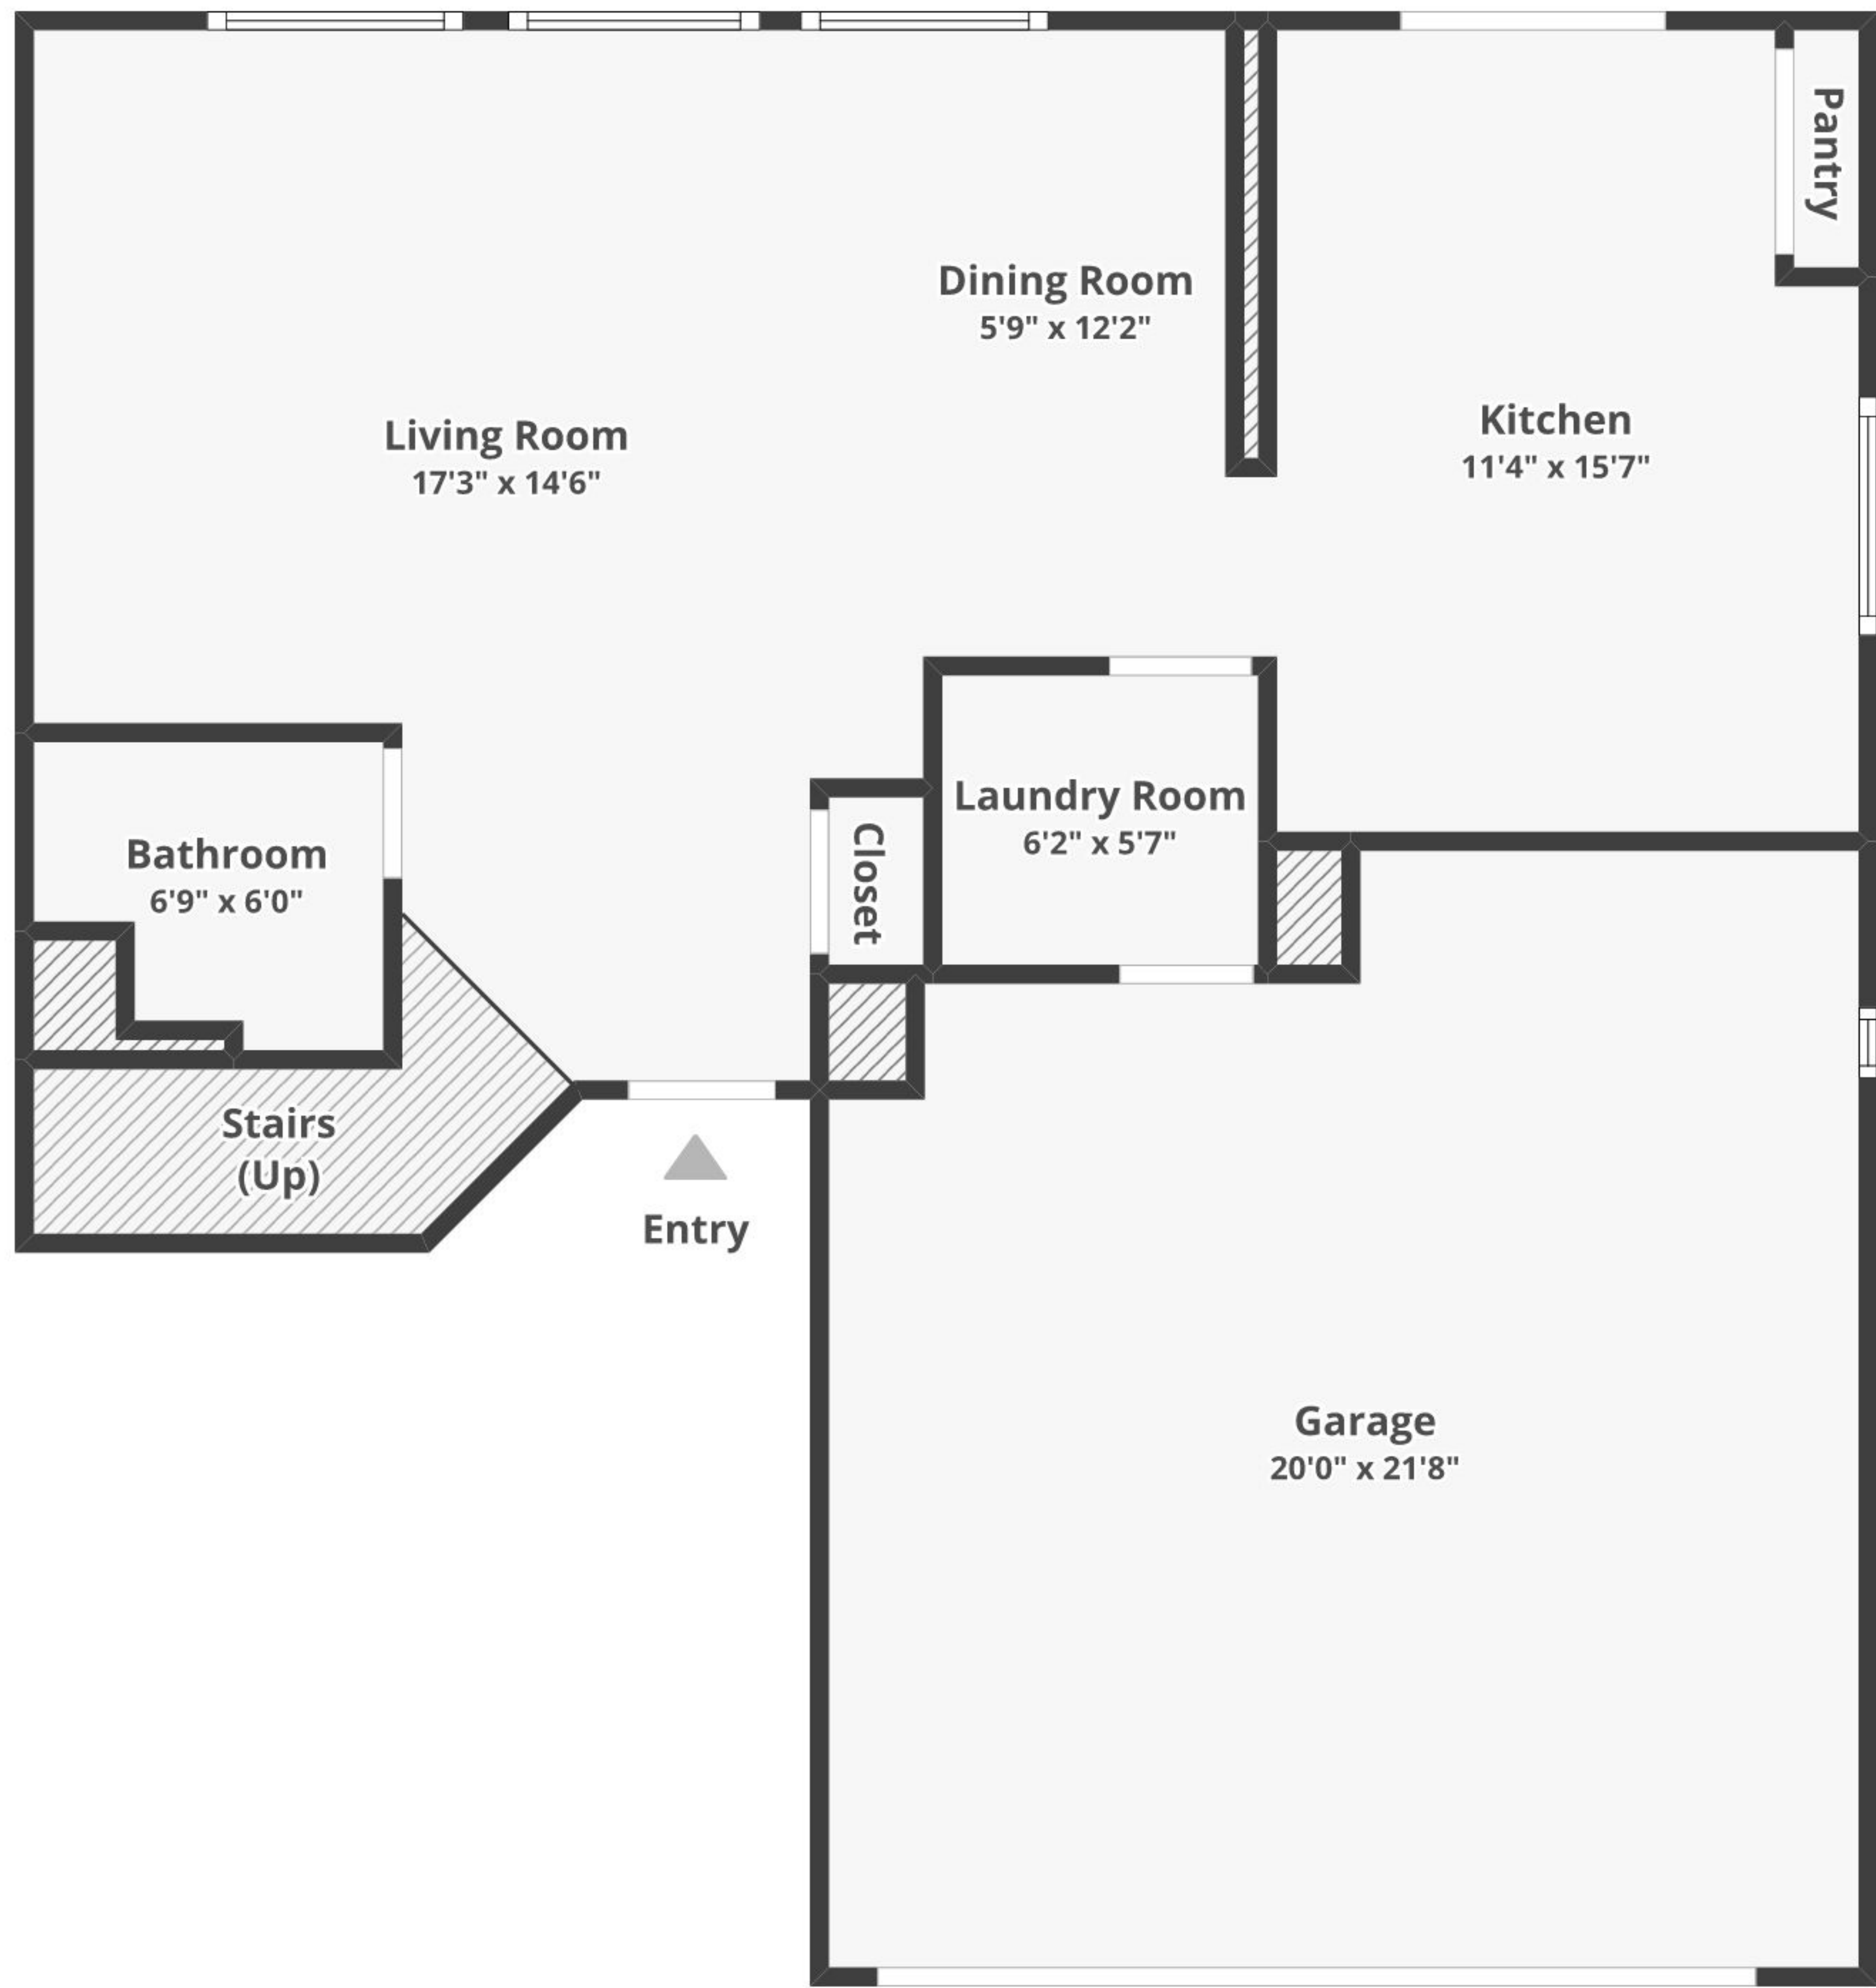 Pantry
Dining Room
5'9" x 12'2"
Living Room
17'3" x 14'6"
Kitchen
11'4" x 15'7"
Laundry Room
6'2" x 5'7"
Closet
Bathroom
6'9" x 6'0"
Stairs
(Up)
Entry
Garage
20'0" x 21'8"